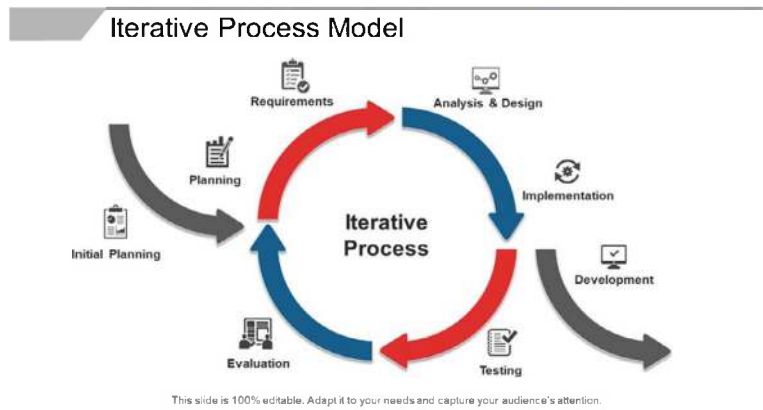 Iterative Process Model
Requirements
Analysis & Design
Planning
Implementation
Iterative
Process
Initial Planning
Development
Evaluation
Testing
This slide is 100% editable. Adapt it to your needs and capture your audience's attention.